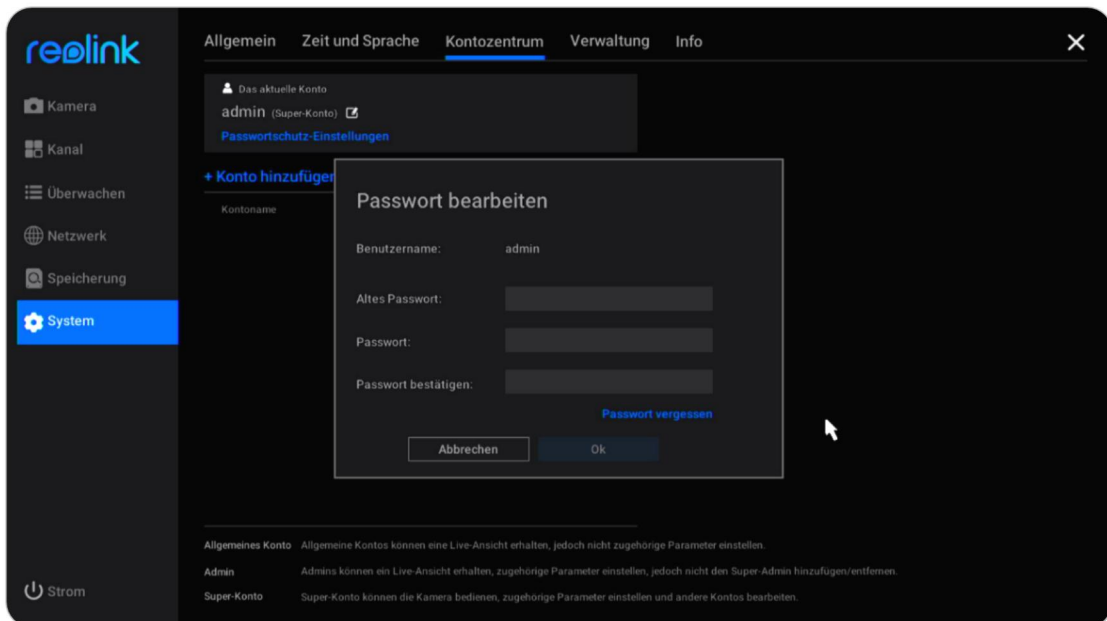 reolink
Allgemein Zeit und Sprache Kontozentrum Verwaltung Info
Das aktuelle Konto
admin (Super-Konto)
Passwortschutz-Einstellungen
Kamera
Kanal
Überwachen
Netzwerk
Speicherung
System
Strom
+ Konto hinzufügen
Kontoname
Passwort bearbeiten
Benutzername: admin
Altes Passwort:
Passwort:
Passwort bestätigen:
Passwort vergessen
Abbrechen Ok
Allgemeines Konto Allgemeine Kontos können eine Live-Ansicht erhalten, jedoch nicht zugehörige Parameter einstellen.
Admin Admins können ein Live-Ansicht erhalten, zugehörige Parameter einstellen, jedoch nicht den Super-Admin hinzufügen/entfernen.
Super-Konto Super-Konto können die Kamera bedienen, zugehörige Parameter einstellen und andere Kontos bearbeiten.